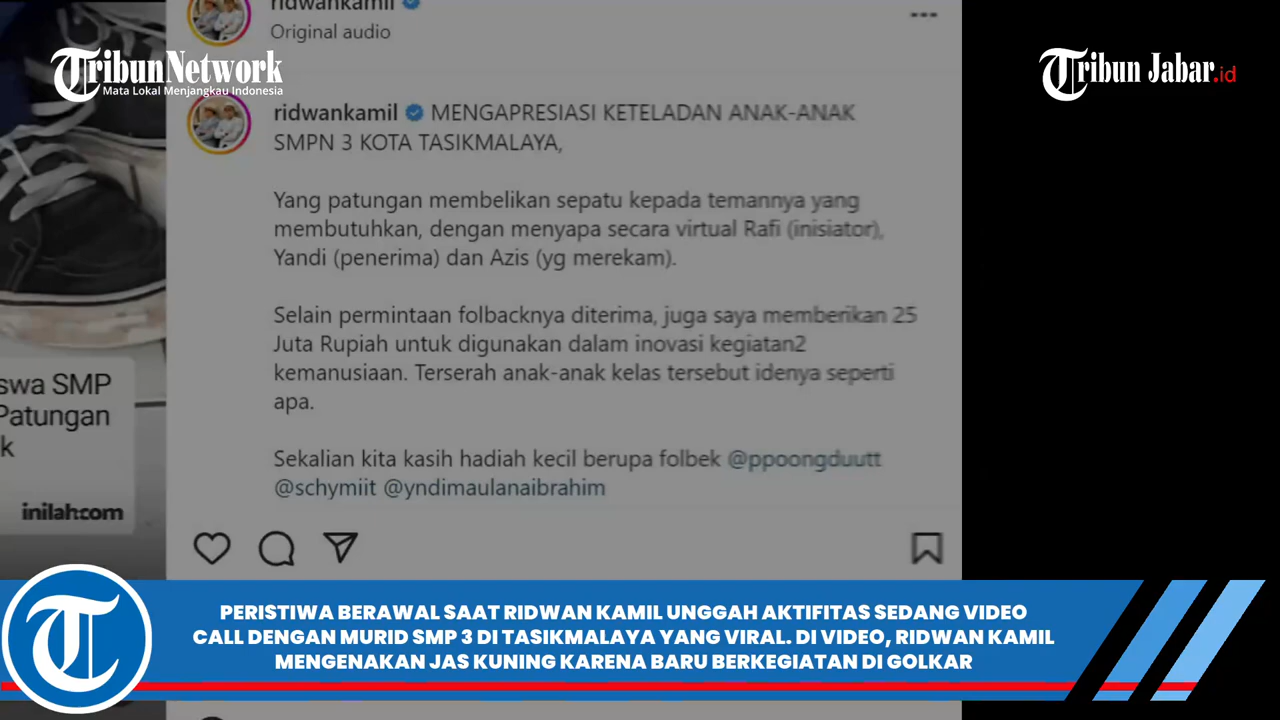 ridwankamil
Original audio
TribunNetwork
Mata Lokal Menjangkau Indonesia
Tribun Jabar.id
ridwankamil MENGAPRESIASI KETELADAN ANAK-ANAK
SMPN 3 KOTA TASIKMALAYA,
Yang patungan membelikan sepatu kepada temannya yang
membutuhkan, dengan menyapa secara virtual Rafi (inisiator),
Yandi (penerima) dan Azis (yg merekam).
Selain permintaan folbacknya diterima, juga saya memberikan 25
Juta Rupiah untuk digunakan dalam inovasi kegiatan2
kemanusiaan. Terserah anak-anak kelas tersebut idenya seperti
apa.
Sekalian kita kasih hadiah kecil berupa folbek @ppoongduutt
@schymiit @yndimaulanaibrahim
swa SMP
Patungan
k
inilah.com
PERISTIWA BERAWAL SAAT RIDWAN KAMIL UNGGAH AKTIFITAS SEDANG VIDEO
CALL DENGAN MURID SMP 3 DI TASIKMALAYA YANG VIRAL. DI VIDEO, RIDWAN KAMIL
MENGENAKAN JAS KUNING KARENA BARU BERKEGIATAN DI GOLKAR